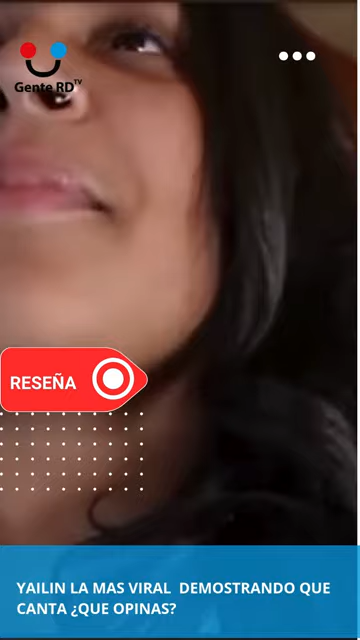 Gente RD TV
RESEÑA
YAILIN LA MAS VIRAL DEMOSTRANDO QUE
CANTA ¿QUE OPINAS?